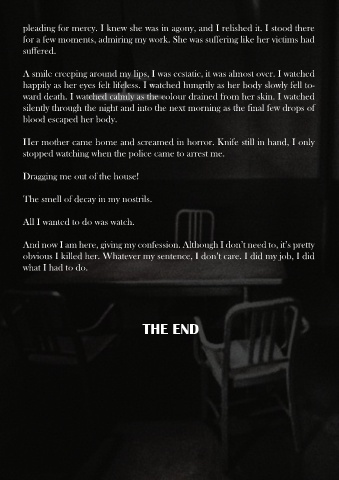 pleading for mercy. I knew she was in agony, and I relished it. I stood there
for a few moments, admiring my work. She was suffering like her victims had
suffered.
A smile creeping around my lips, I was ecstatic, it was almost over. I watched
happily as her eyes felt lifeless. I watched hungrily as her body slowly fell to-
ward death. I watched calmly as the colour drained from her skin. I watched
silently through the night and into the next morning as the final few drops of
blood escaped her body.
Her mother came home and screamed in horror. Knife still in hand, I only
stopped watching when the police came to arrest me.
Dragging me out of the house!
The smell of decay in my nostrils.
All I wanted to do was watch.
And now I am here, giving my confession. Although I don't need to, it's pretty
obvious I killed her. Whatever my sentence, I don't care. I did my job, I did
what I had to do.
THE END